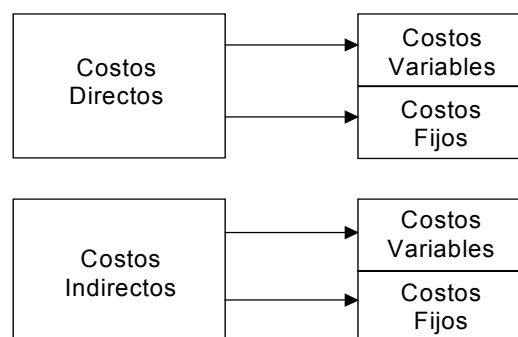 Costos
Directos
Costos
Variables
Costos
Fijos
Costos
Indirectos
Costos
Variables
Costos
Fijos